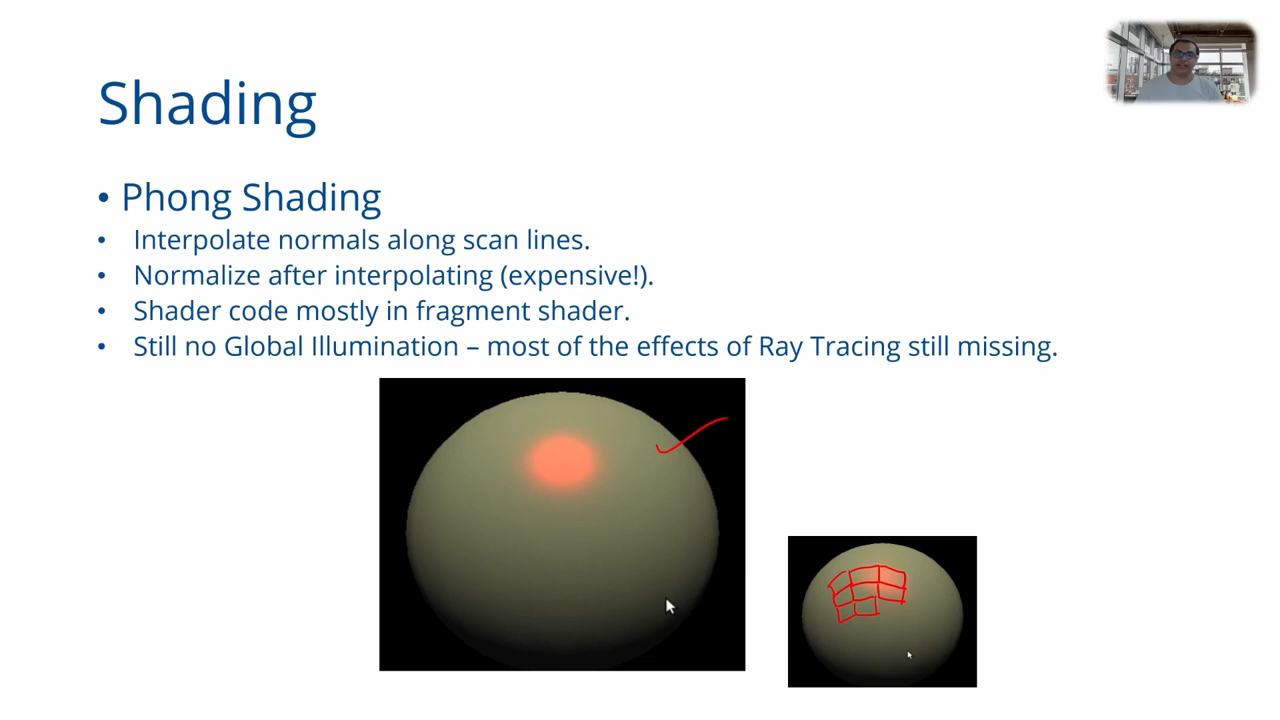 Shading
• Phong Shading
• Interpolate normals along scan lines.
• Normalize after interpolating (expensive!).
• Shader code mostly in fragment shader.
• Still no Global Illumination – most of the effects of Ray Tracing still missing.